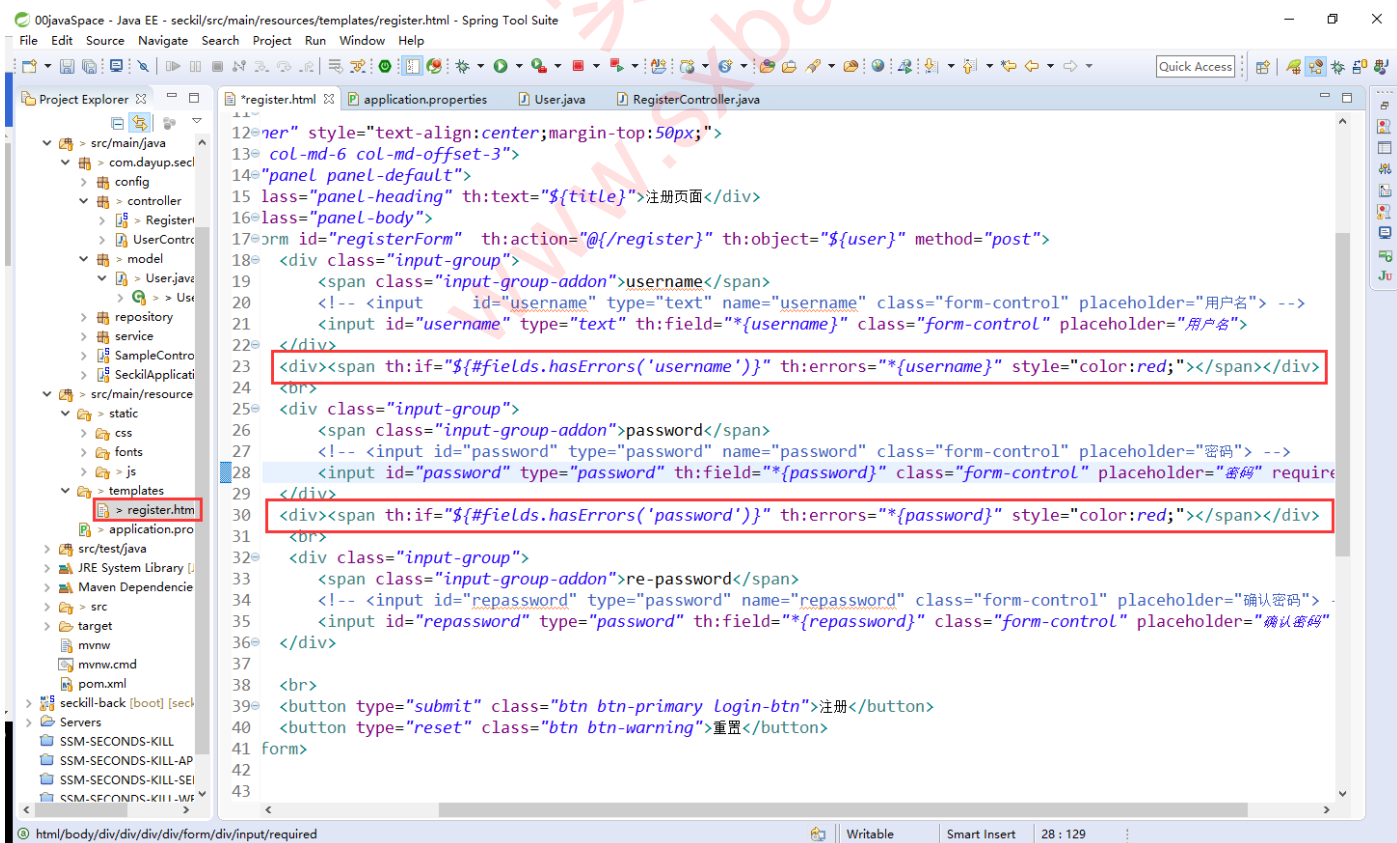 00javaSpace - Java EE - seckil/src/main/resources/templates/register.html - Spring Tool Suite
File Edit Source Navigate Search Project Run Window Help
Quick Access
Project Explorer
*register.html application.properties User.java RegisterController.java
> src/main/java
> com.dayup.secl
config
> controller
> Register
UserContro
> model
> User.java
> > Use
repository
service
SampleContro
SeckilApplicati
> src/main/resource
> static
css
fonts
> js
> templates
> register.htm
> application.pro
src/test/java
JRE System Library [
Maven Dependencie
> src
target
mvnw
mvnw.cmd
pom.xml
seckill-back [boot] [seck
Servers
SSM-SECONDS-KILL
SSM-SECONDS-KILL-AP
SSM-SECONDS-KILL-SE
SSM-SECONDS-KILL-WE
12 ner" style="text-align:center;margin-top:50px;">
13 col-md-6 col-md-offset-3">
14 "panel panel-default">
15 lass="panel-heading" th:text="${title}">注册页面</div>
16 lass="panel-body">
17 orm id="registerForm" th:action="@{/register}" th:object="${user}" method="post">
18 <div class="input-group">
19 <span class="input-group-addon">username</span>
20 <!-- <input id="username" type="text" name="username" class="form-control" placeholder="用户名"> -->
21 <input id="username" type="text" th:field="*{username}" class="form-control" placeholder="用户名">
22 </div>
23 <div><span th:if="${#fields.hasErrors('username')}" th:errors="*{username}" style="color:red;"></span></div>
24 <br>
25 <div class="input-group">
26 <span class="input-group-addon">password</span>
27 <!-- <input id="password" type="password" name="password" class="form-control" placeholder="密码"> -->
28 <input id="password" type="password" th:field="*{password}" class="form-control" placeholder="密码" require
29 </div>
30 <div><span th:if="${#fields.hasErrors('password')}" th:errors="*{password}" style="color:red;"></span></div>
31 <br>
32 <div class="input-group">
33 <span class="input-group-addon">re-password</span>
34 <!-- <input id="repassword" type="password" name="repassword" class="form-control" placeholder="确认密码"> -
35 <input id="repassword" type="password" th:field="*{repassword}" class="form-control" placeholder="确认密码"
36 </div>
37
38 <br>
39 <button type="submit" class="btn btn-primary login-btn">注册</button>
40 <button type="reset" class="btn btn-warning">重置</button>
41 form>
42
43
www.sxba
html/body/div/div/div/div/form/div/input/required Writable Smart Insert 28 : 129